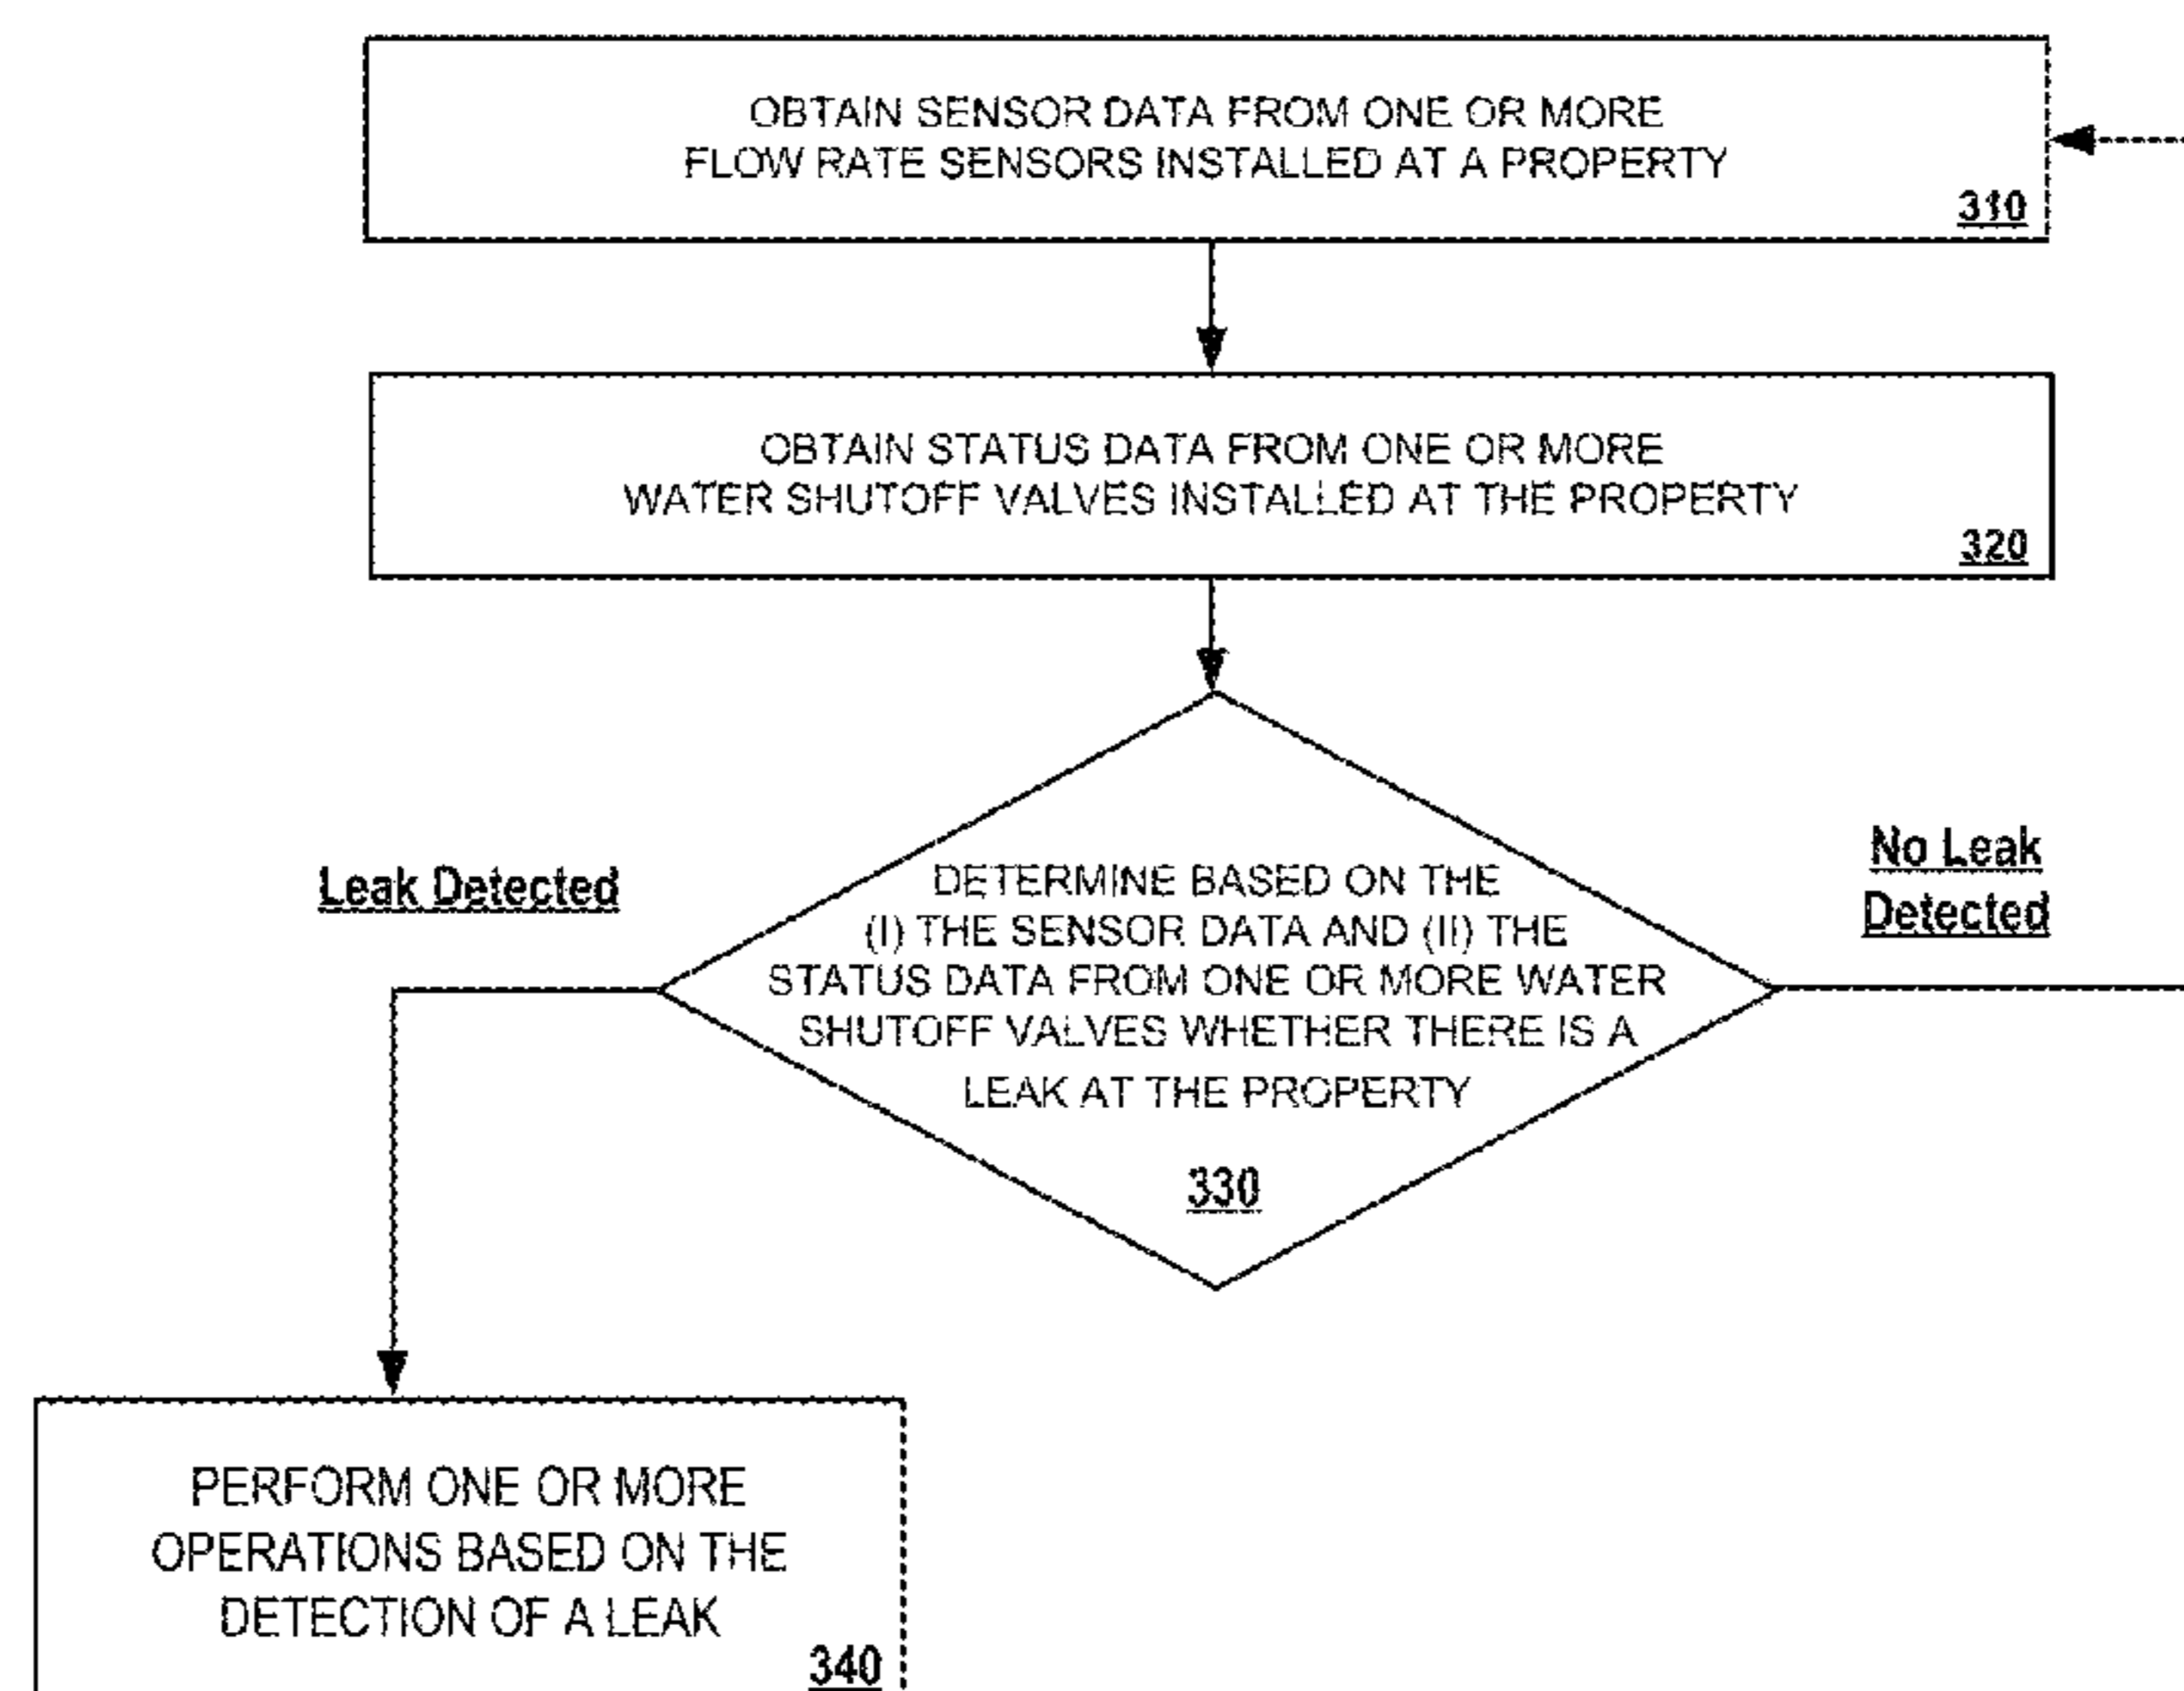 OBTAIN SENSOR DATA FROM ONE OR MORE
FLOW RATE SENSORS INSTALLED AT A PROPERTY
310
OBTAIN STATUS DATA FROM ONE OR MORE
WATER SHUTOFF VALVES INSTALLED AT THE PROPERTY
320
Leak Detected
No Leak
Detected
DETERMINE BASED ON THE
(I) THE SENSOR DATA AND (II) THE
STATUS DATA FROM ONE OR MORE WATER
SHUTOFF VALVES WHETHER THERE IS A
LEAK AT THE PROPERTY
330
PERFORM ONE OR MORE
OPERATIONS BASED ON THE
DETECTION OF A LEAK
340